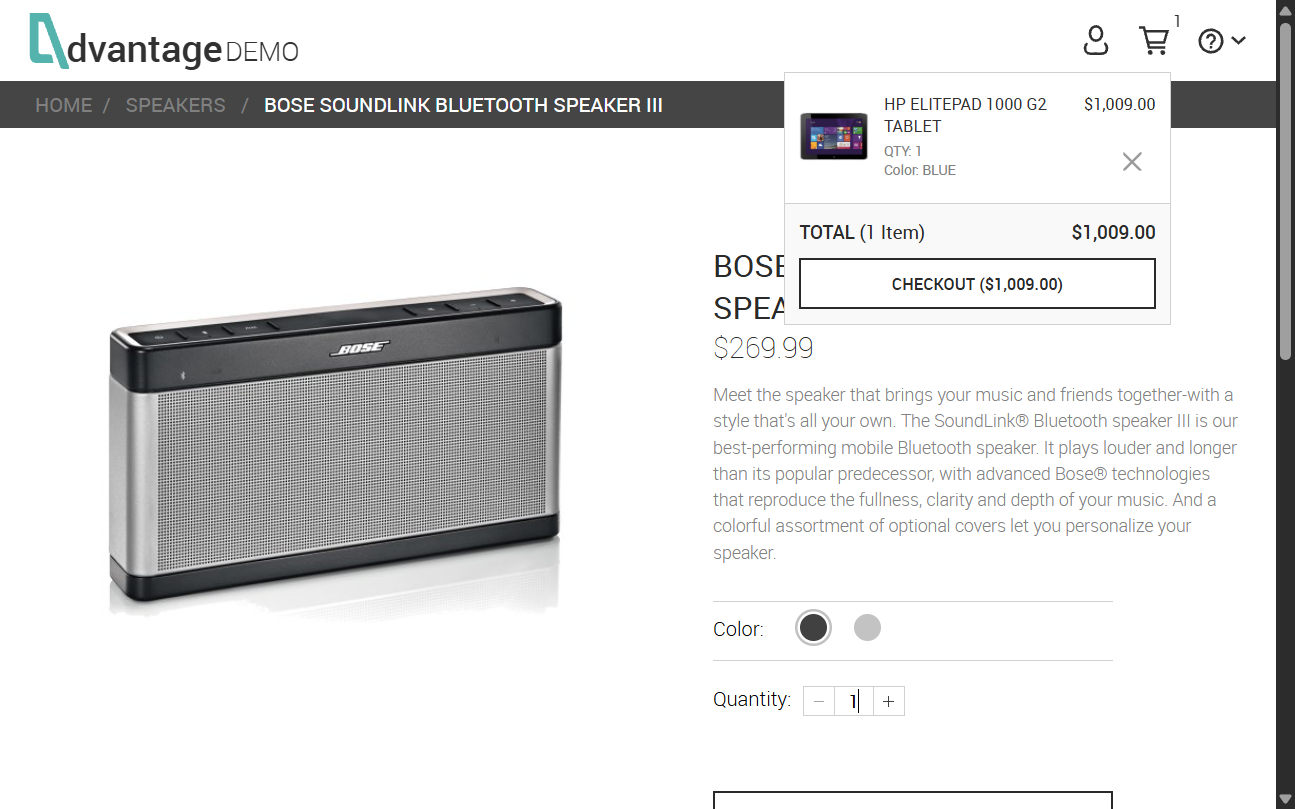 dvantage DEMO
1
HOME / SPEAKERS / BOSE SOUNDLINK BLUETOOTH SPEAKER III
HP ELITEPAD 1000 G2 $1,009.00
TABLET
QTY: 1
Color: BLUE
TOTAL (1 Item) $1,009.00
CHECKOUT ($1,009.00)
BOSE
SPEA
$269.99
Meet the speaker that brings your music and friends together-with a
style that's all your own. The SoundLink® Bluetooth speaker III is our
best-performing mobile Bluetooth speaker. It plays louder and longer
than its popular predecessor, with advanced Bose® technologies
that reproduce the fullness, clarity and depth of your music. And a
colorful assortment of optional covers let you personalize your
speaker.
Color:
Quantity: − 1 +
BOSE